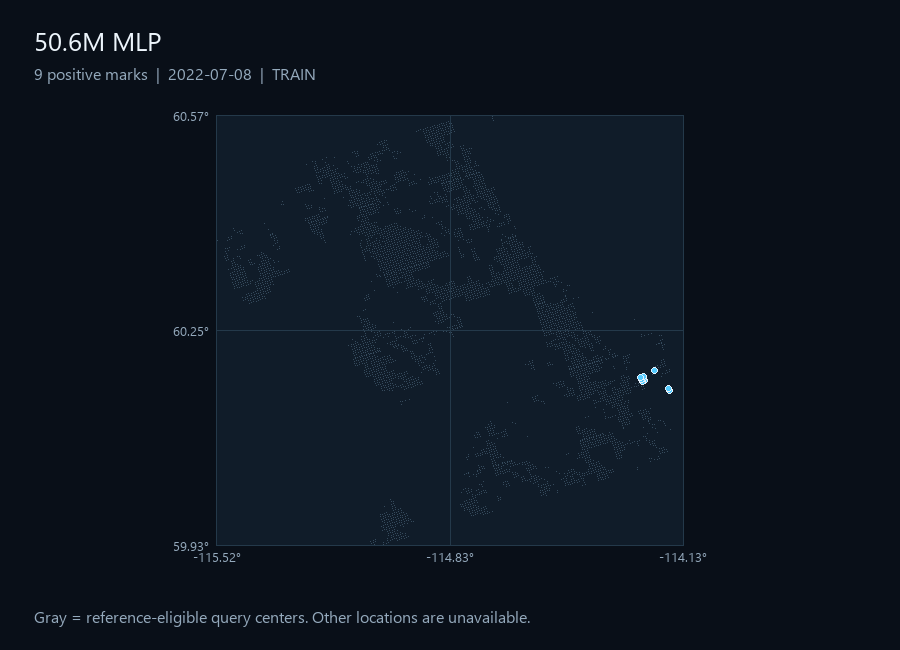 50.6M MLP
9 positive marks | 2022-07-08 | TRAIN
60.57°
60.25°
59.93°
-115.52°
-114.83°
-114.13°
Gray = reference-eligible query centers. Other locations are unavailable.